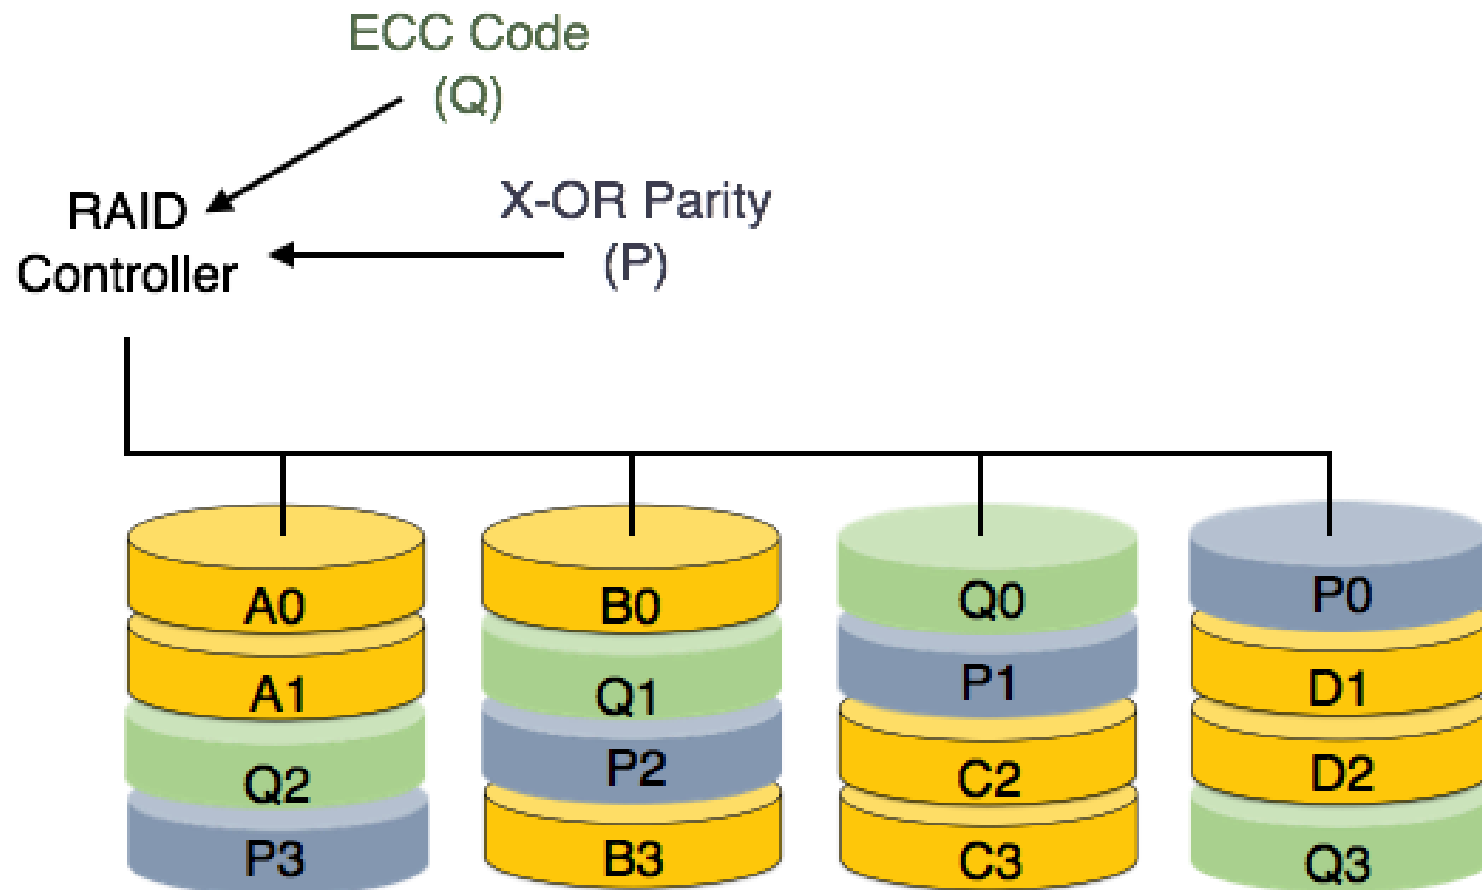 ECC Code
(Q)
X-OR Parity
(P)
RAID
Controller
A0
B0
Q0
P0
A1
Q1
P1
D1
Q2
P2
C2
D2
P3
B3
C3
Q3